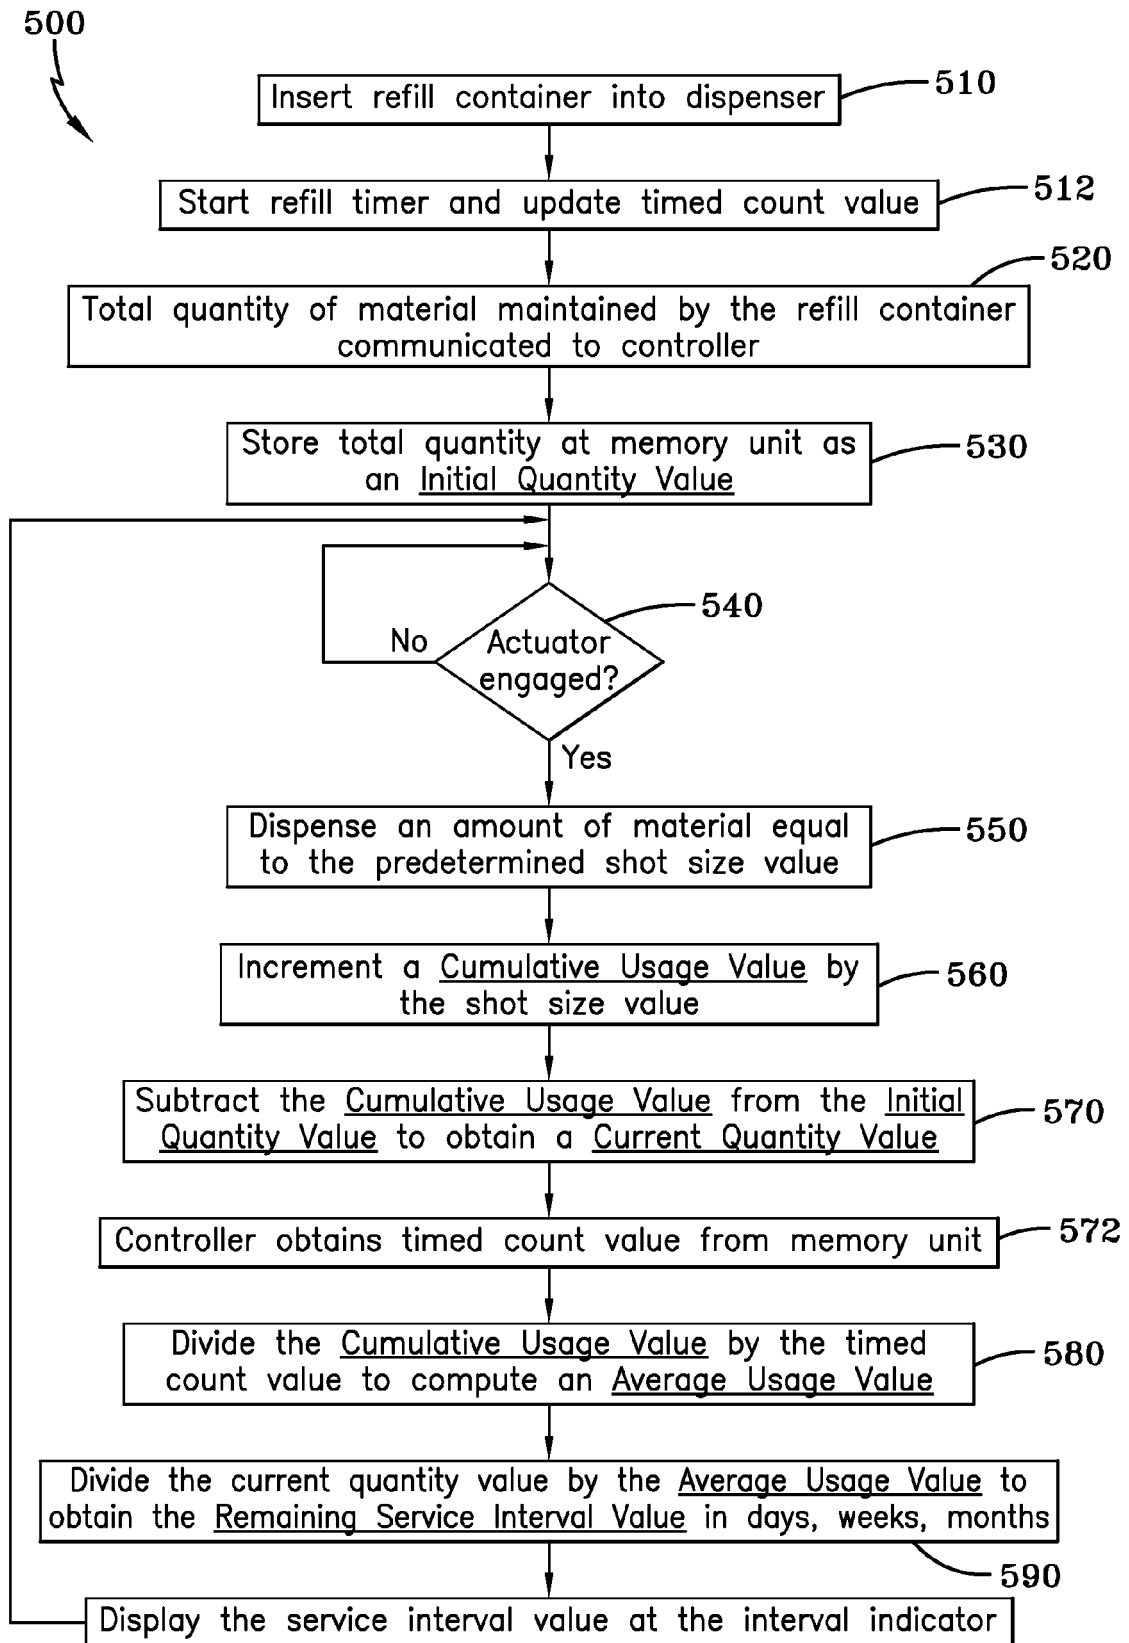 500
Insert refill container into dispenser
510
Start refill timer and update timed count value
512
520
Total quantity of material maintained by the refill container
communicated to controller
Store total quantity at memory unit as
an Initial Quantity Value
530
540
No
Actuator
engaged?
Yes
Dispense an amount of material equal
to the predetermined shot size value
550
Increment a Cumulative Usage Value by
the shot size value
560
Subtract the Cumulative Usage Value from the Initial
Quantity Value to obtain a Current Quantity Value
570
Controller obtains timed count value from memory unit
572
Divide the Cumulative Usage Value by the timed
count value to compute an Average Usage Value
580
Divide the current quantity value by the Average Usage Value to
obtain the Remaining Service Interval Value in days, weeks, months
590
Display the service interval value at the interval indicator